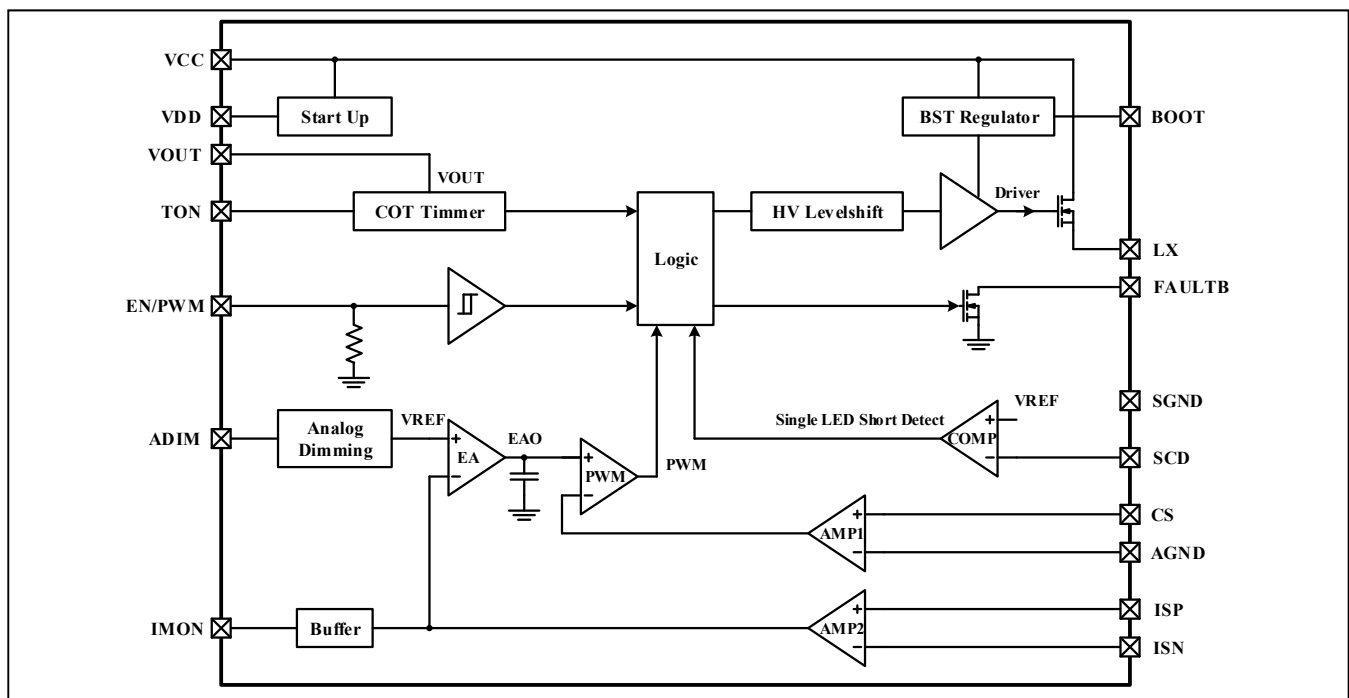 VCC
VDD
Start Up
BST Regulator
BOOT
VOUT
VOUT
TON
COT Timmer
Logic
HV Levelshift
Driver
LX
EN/PWM
FAULTB
ADIM
Analog
Dimming
VREF
+
−
EA
EAO
+
−
PWM
PWM
Single LED Short Detect
+
−
COMP
VREF
SGND
SCD
+
−
AMP1
CS
AGND
IMON
Buffer
+
−
AMP2
ISP
ISN